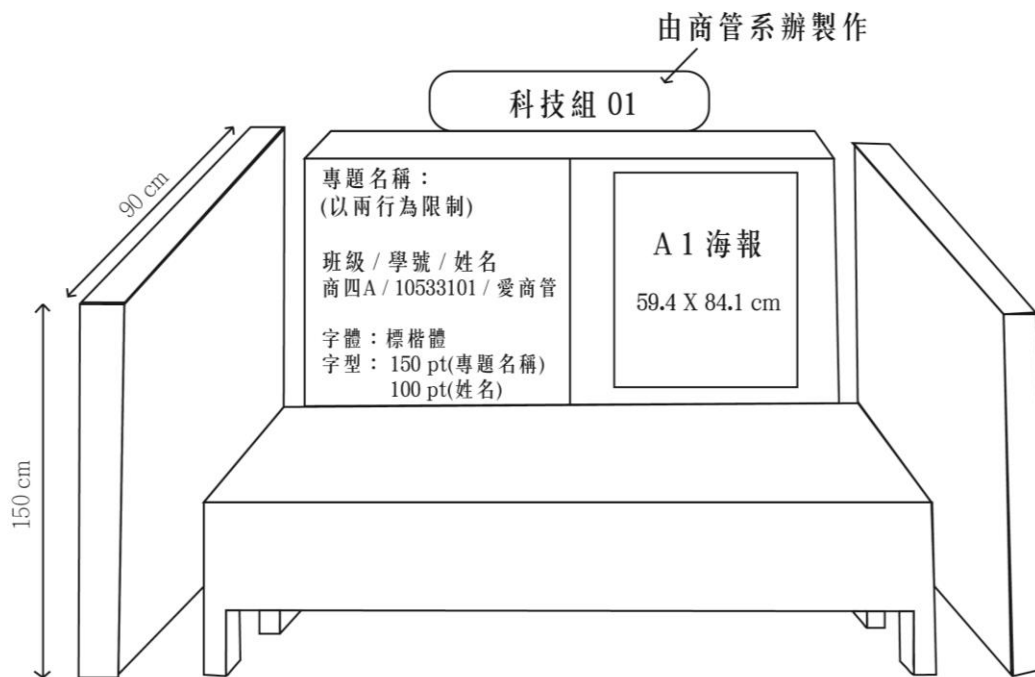 由商管系辦製作
科技組 01
90 cm
150 cm
專題名稱：
(以兩行為限制)
班級 / 學號 / 姓名
商四A / 10533101 / 愛商管
字體：標楷體
字型： 150 pt(專題名稱)
100 pt(姓名)
A 1 海報
59.4 X 84.1 cm